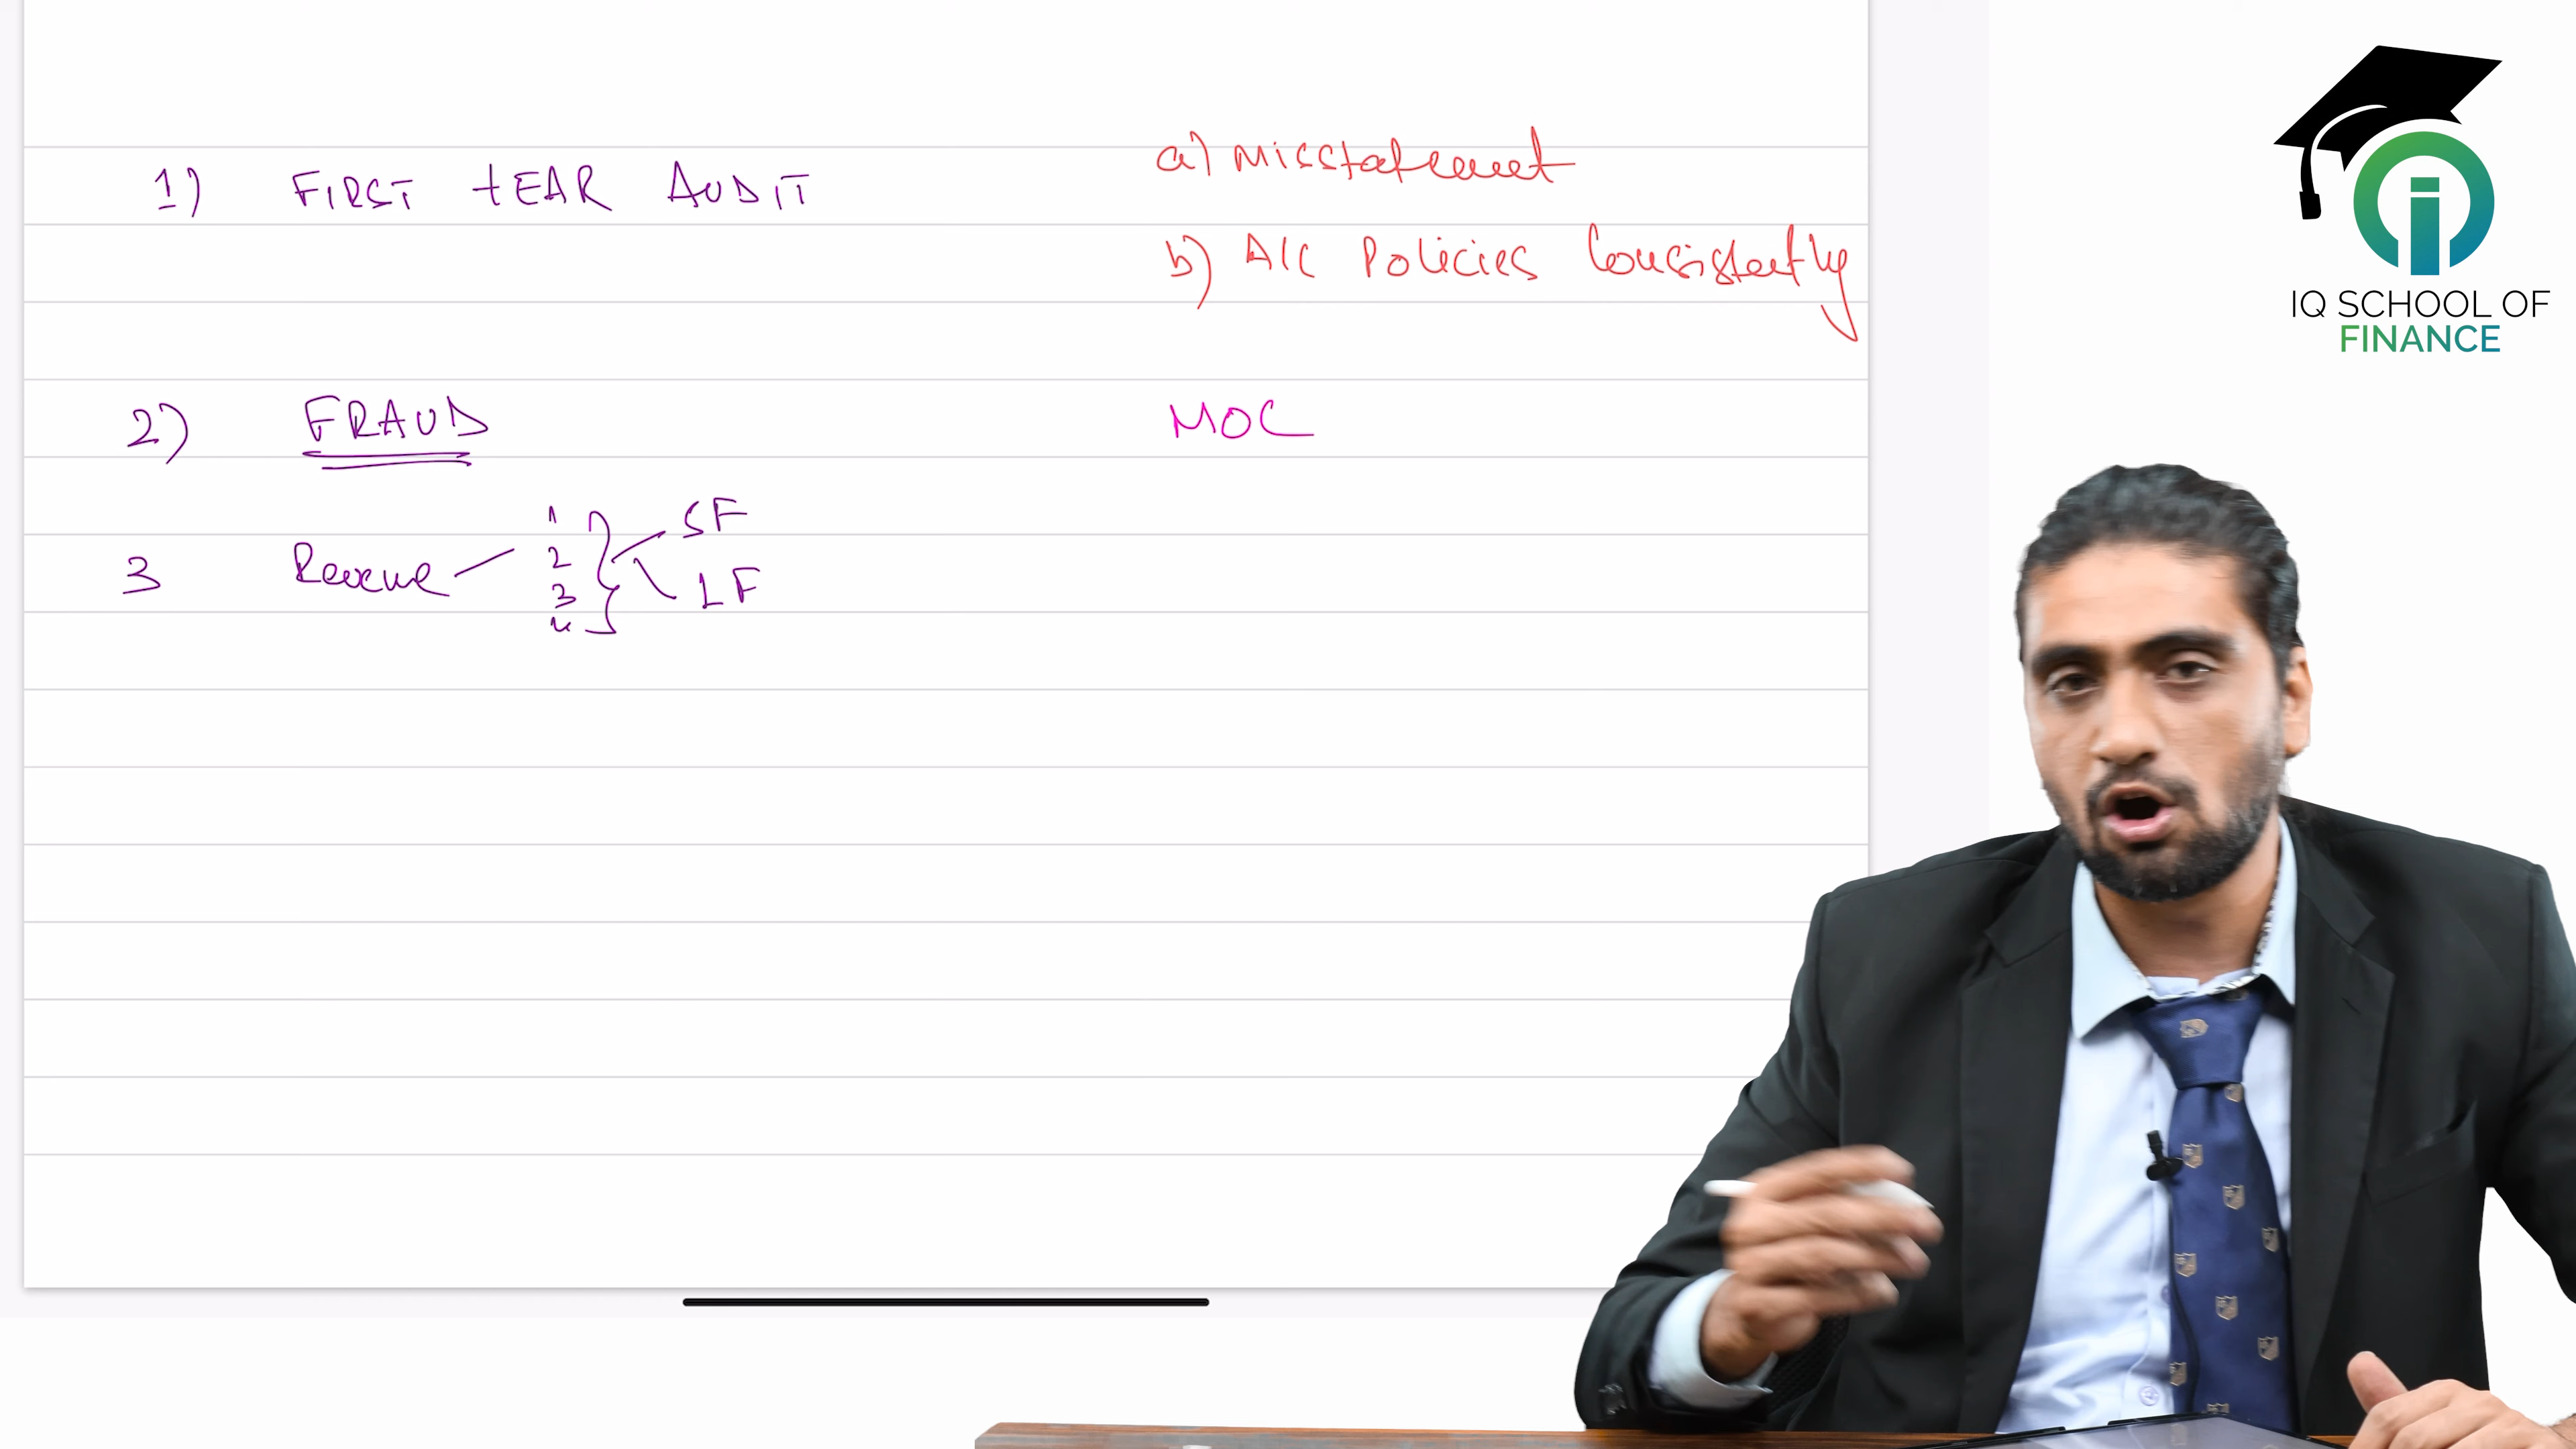 1) FIRST YEAR AUDIT
a) Misstatement
b) A/C Policies Consistently
2) FRAUD
MOC
3 Revenue
1
2
3
4
SF
LF
IQ SCHOOL OF
FINANCE